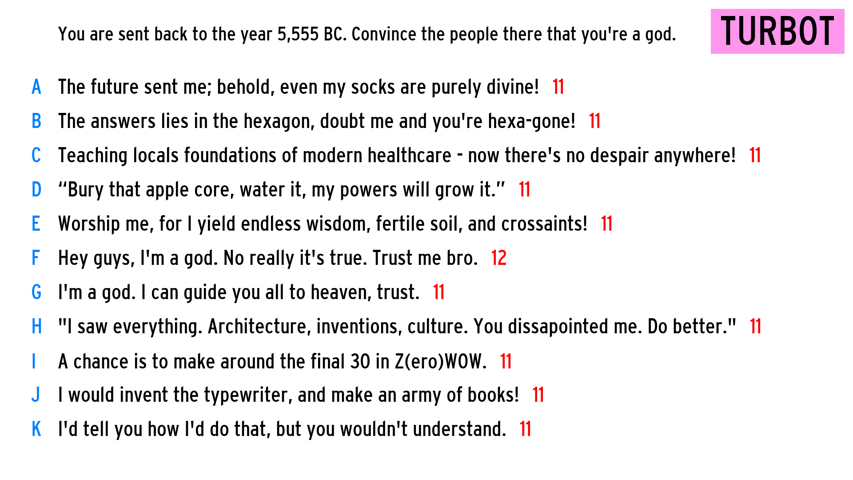 You are sent back to the year 5,555 BC. Convince the people there that you're a god.
TURBOT
A The future sent me; behold, even my socks are purely divine! 11
B The answers lies in the hexagon, doubt me and you're hexa-gone! 11
C Teaching locals foundations of modern healthcare - now there's no despair anywhere! 11
D “Bury that apple core, water it, my powers will grow it.” 11
E Worship me, for I yield endless wisdom, fertile soil, and crossaints! 11
F Hey guys, I'm a god. No really it's true. Trust me bro. 12
G I'm a god. I can guide you all to heaven, trust. 11
H "I saw everything. Architecture, inventions, culture. You dissapointed me. Do better." 11
I A chance is to make around the final 30 in Z(ero)WOW. 11
J I would invent the typewriter, and make an army of books! 11
K I'd tell you how I'd do that, but you wouldn't understand. 11